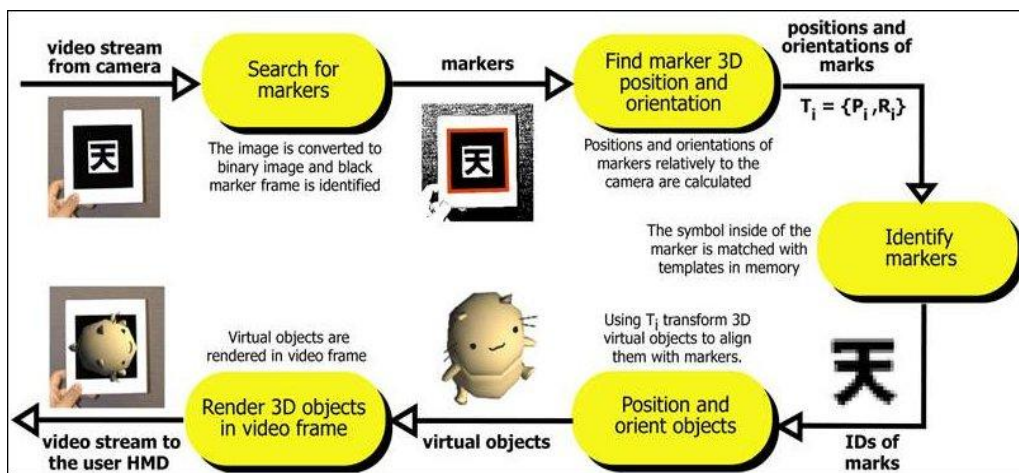 video stream
from camera
天
Search for
markers
The image is converted to
binary image and black
marker frame is identified
markers
天
Find marker 3D
position and
orientation
Positions and orientations of
markers relatively to the
camera are calculated
positions and
orientations of
marks
Tᵢ = {Pᵢ,Rᵢ}
The symbol inside of the
marker is matched with
templates in memory
Identify
markers
天
IDs of
marks
Using Tᵢ transform 3D
virtual objects to align
them with markers.
Position and
orient objects
virtual objects
Virtual objects are
rendered in video frame
Render 3D objects
in video frame
video stream to
the user HMD